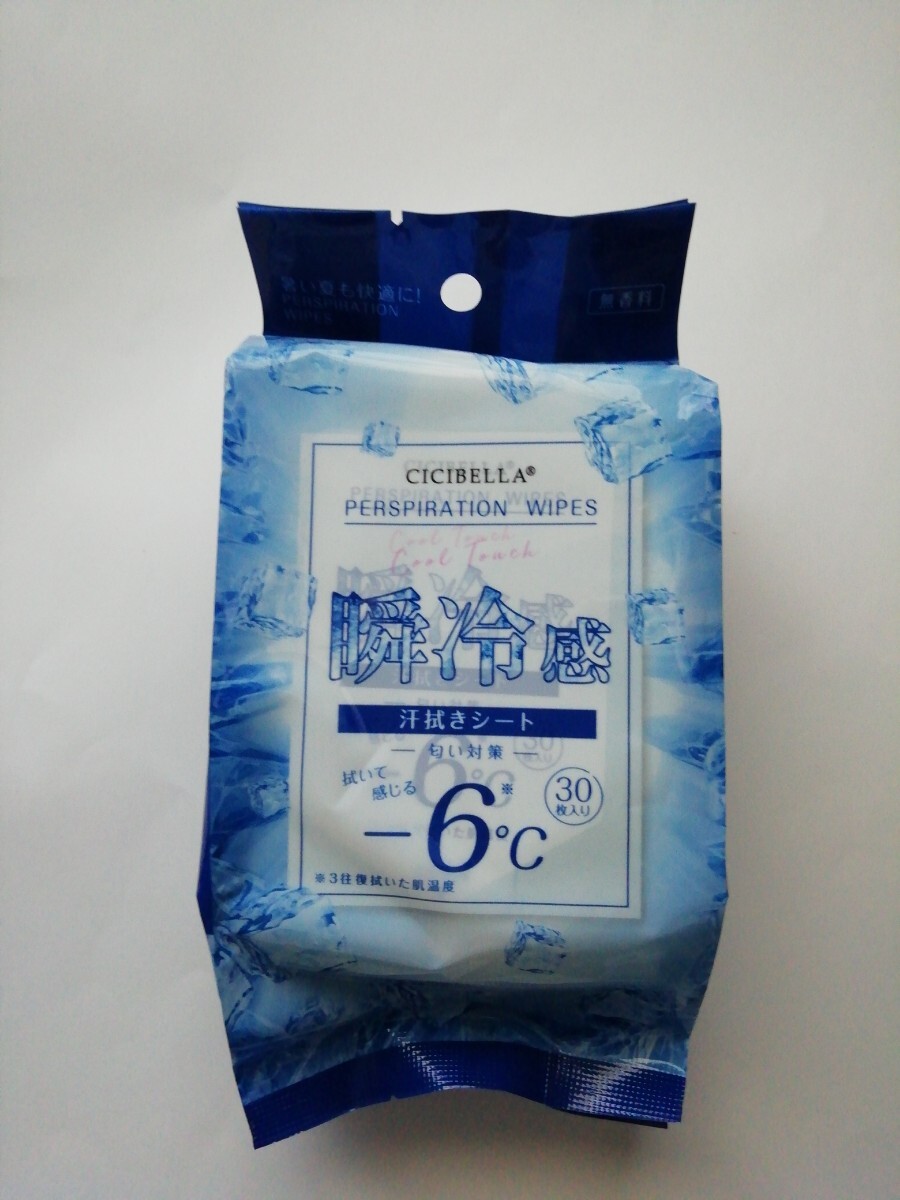 暑い夏も快適に!
PERSPIRATION
WIPES
無香料
CICIBELLA®
PERSPIRATION WIPES
Cool Touch
瞬冷感
汗拭きシート
匂い対策
拭いて
感じる
-6℃※
30
枚入り
※3往復拭いた肌温度